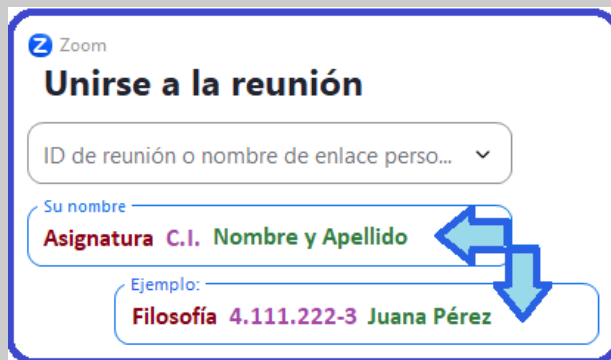 Zoom
Unirse a la reunión
ID de reunión o nombre de enlace perso...
Su nombre
Asignatura C.I. Nombre y Apellido
Ejemplo:
Filosofía 4.111.222-3 Juana Pérez